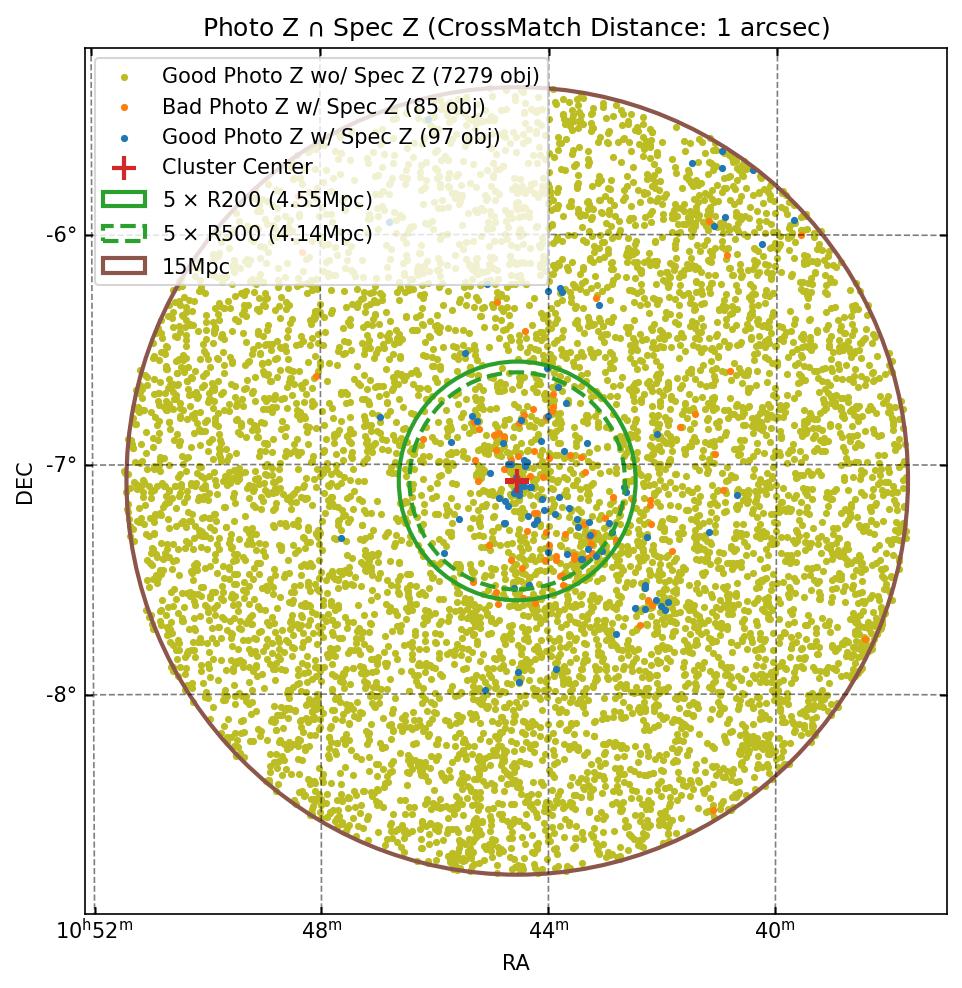 Photo Z ∩ Spec Z (CrossMatch Distance: 1 arcsec)
Good Photo Z wo/ Spec Z (7279 obj)
Bad Photo Z w/ Spec Z (85 obj)
Good Photo Z w/ Spec Z (97 obj)
Cluster Center
5 × R200 (4.55Mpc)
5 × R500 (4.14Mpc)
15Mpc
-6°
-7°
-8°
DEC
10ʰ52ᵐ 48ᵐ 44ᵐ 40ᵐ
RA